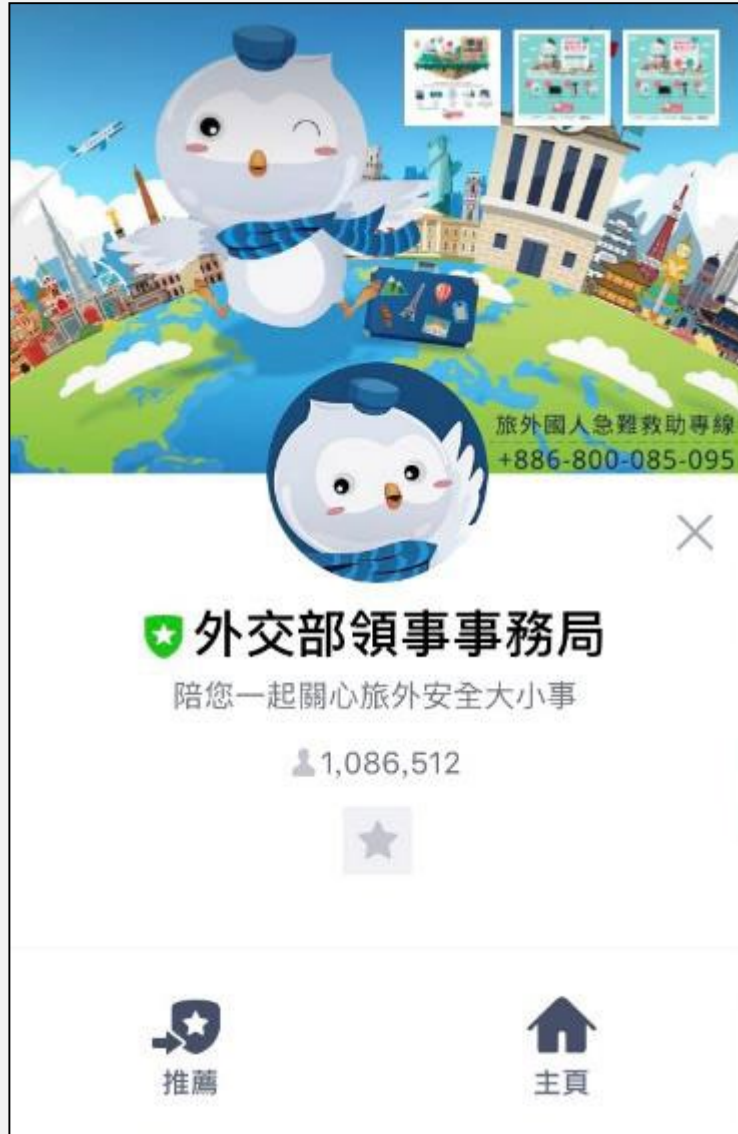 旅外國人急難救助專線
+886-800-085-095
外交部領事事務局
陪您一起關心旅外安全大小事
1,086,512
推薦
主頁